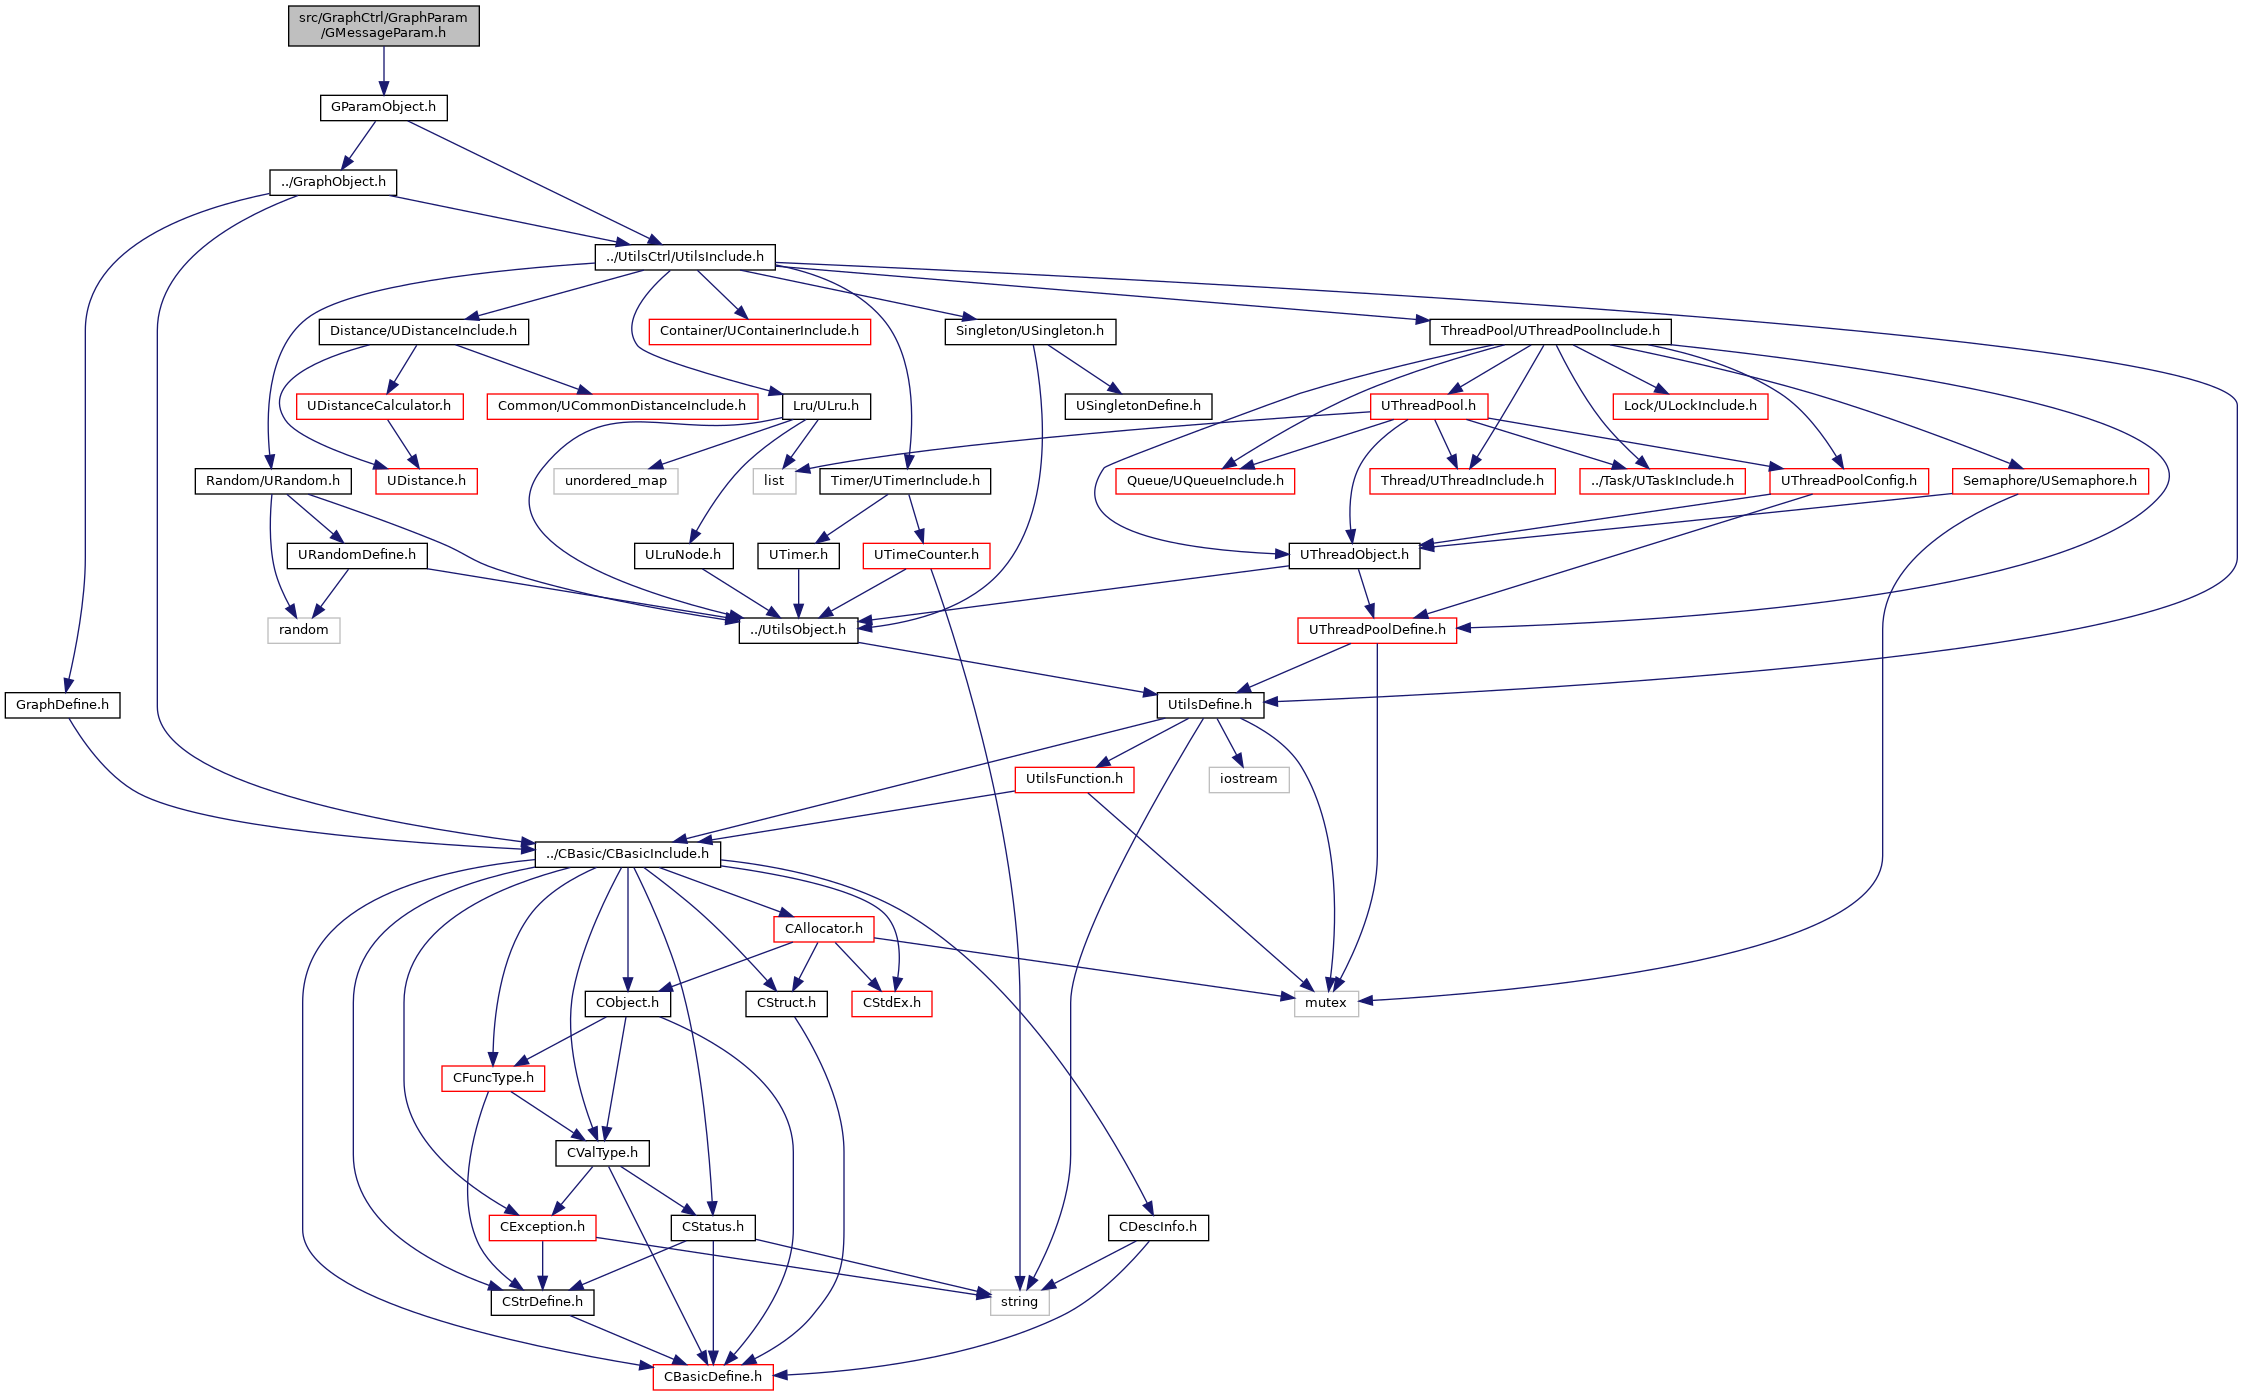 src/GraphCtrl/GraphParam
/GMessageParam.h
GParamObject.h
../GraphObject.h
../UtilsCtrl/UtilsInclude.h
Distance/UDistanceInclude.h
Container/UContainerInclude.h
Singleton/USingleton.h
ThreadPool/UThreadPoolInclude.h
UDistanceCalculator.h
Common/UCommonDistanceInclude.h
Lru/ULru.h
USingletonDefine.h
UThreadPool.h
Lock/ULockInclude.h
Random/URandom.h
UDistance.h
unordered_map
list
Timer/UTimerInclude.h
Queue/UQueueInclude.h
Thread/UThreadInclude.h
../Task/UTaskInclude.h
UThreadPoolConfig.h
Semaphore/USemaphore.h
URandomDefine.h
ULruNode.h
UTimer.h
UTimeCounter.h
UThreadObject.h
random
../UtilsObject.h
UThreadPoolDefine.h
GraphDefine.h
UtilsDefine.h
UtilsFunction.h
iostream
../CBasic/CBasicInclude.h
CAllocator.h
CObject.h
CStruct.h
CStdEx.h
mutex
CFuncType.h
CValType.h
CException.h
CStatus.h
CDescInfo.h
CStrDefine.h
string
CBasicDefine.h